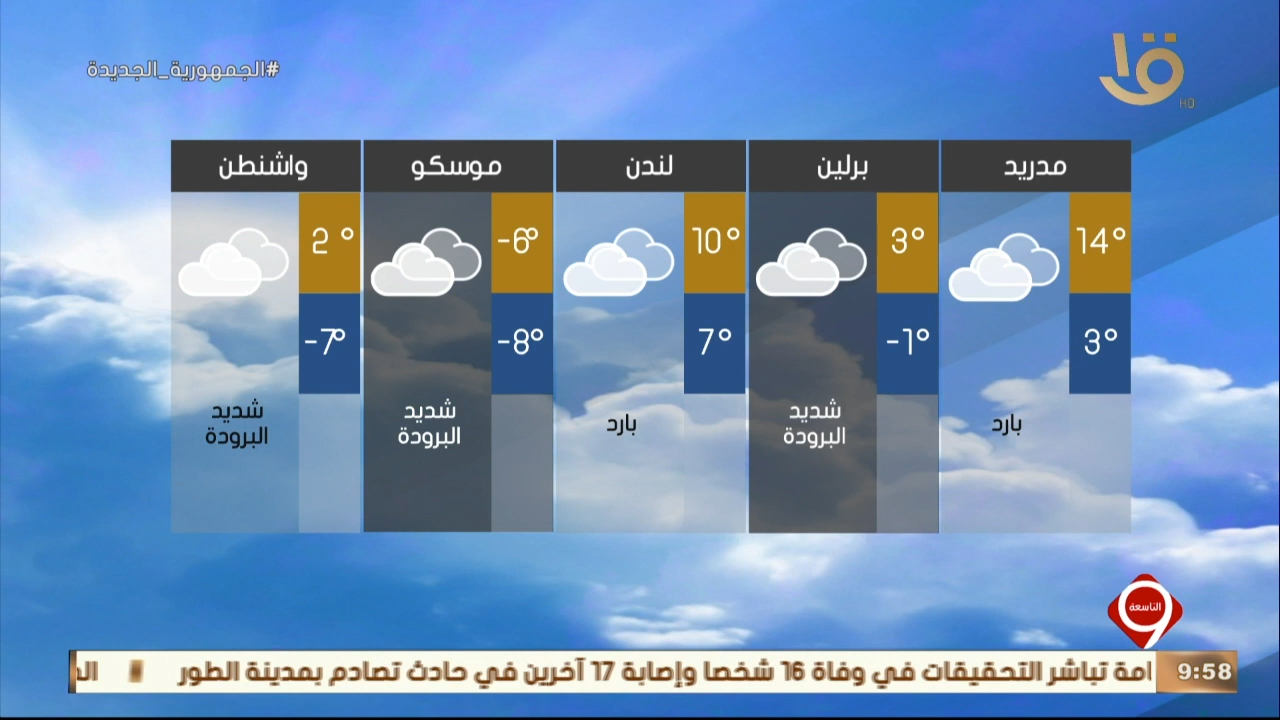 #الجمهورية_الجديدة
HD
مدريد
برلين
لندن
موسكو
واشنطن
14°
3°
10°
-6°
2 °
3°
-1°
7°
-8°
-7°
بارد
شديد
البرودة
بارد
شديد
البرودة
شديد
البرودة
التاسعة
9
9:58
امة تباشر التحقيقات في وفاة 16 شخصا وإصابة 17 آخرين في حادث تصادم بمدينة الطور